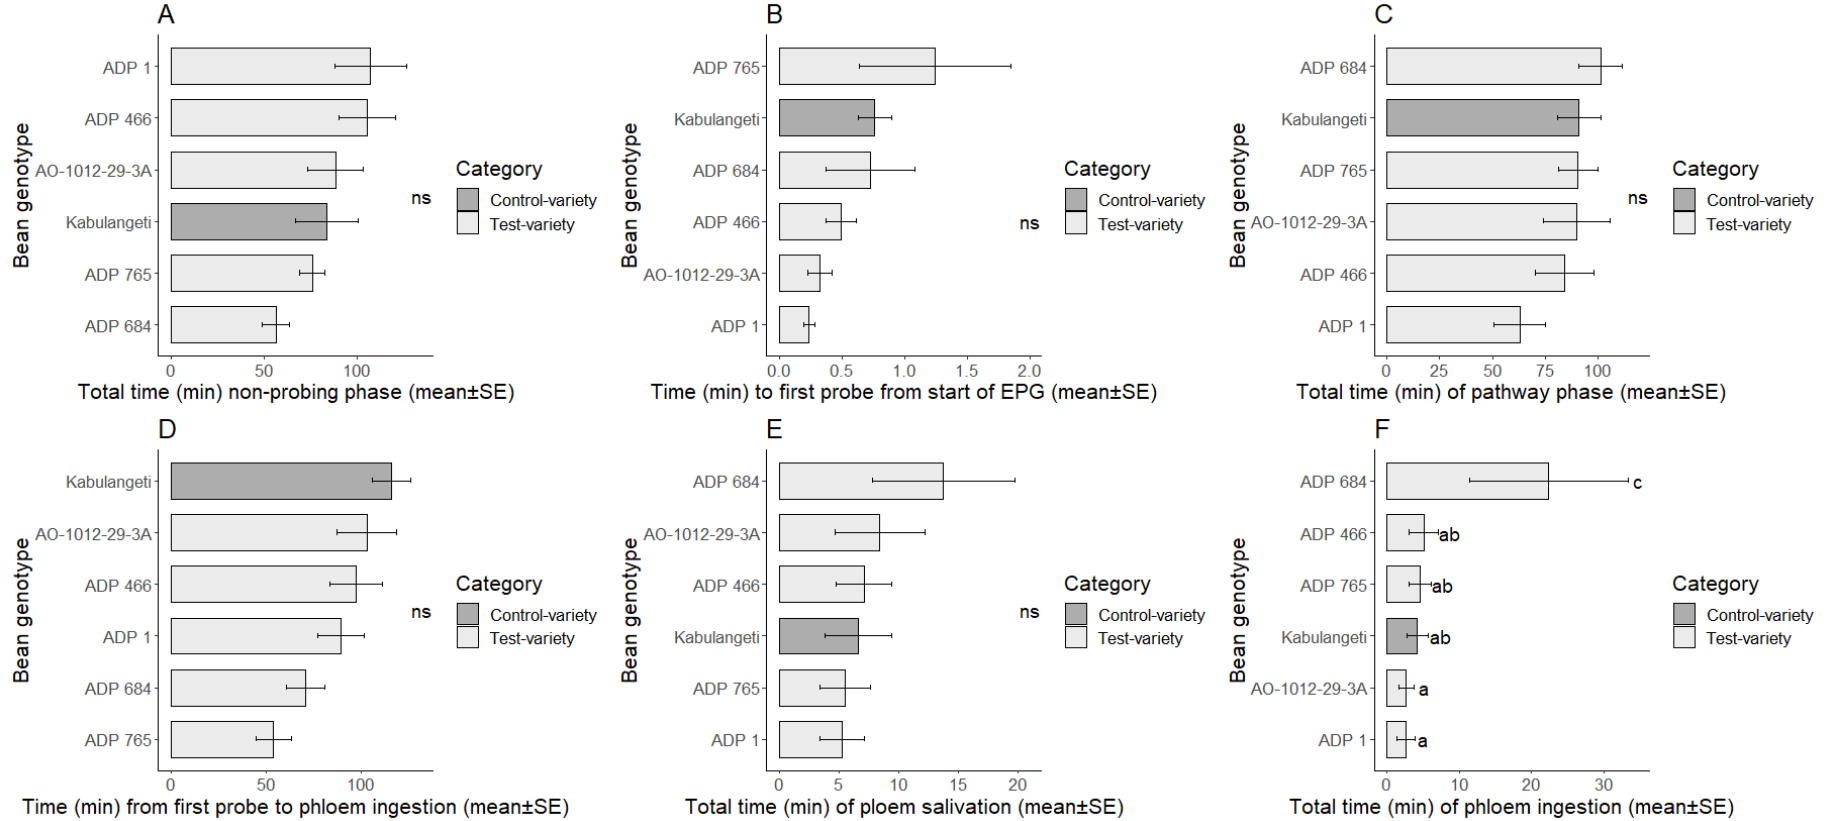 A
Bean genotype
ADP 1
ADP 466
AO-1012-29-3A
Kabulangeti
ADP 765
ADP 684
0 50 100
Total time (min) non-probing phase (mean±SE)
ns
Category
Control-variety
Test-variety
B
Bean genotype
ADP 765
Kabulangeti
ADP 684
ADP 466
AO-1012-29-3A
ADP 1
0.0 0.5 1.0 1.5 2.0
Time (min) to first probe from start of EPG (mean±SE)
ns
Category
Control-variety
Test-variety
C
Bean genotype
ADP 684
Kabulangeti
ADP 765
AO-1012-29-3A
ADP 466
ADP 1
0 25 50 75 100
Total time (min) of pathway phase (mean±SE)
ns
Category
Control-variety
Test-variety
D
Bean genotype
Kabulangeti
AO-1012-29-3A
ADP 466
ADP 1
ADP 684
ADP 765
0 50 100
Time (min) from first probe to phloem ingestion (mean±SE)
ns
Category
Control-variety
Test-variety
E
Bean genotype
ADP 684
AO-1012-29-3A
ADP 466
Kabulangeti
ADP 765
ADP 1
0 5 10 15 20
Total time (min) of ploem salivation (mean±SE)
ns
Category
Control-variety
Test-variety
F
Bean genotype
ADP 684 c
ADP 466 ab
ADP 765 ab
Kabulangeti ab
AO-1012-29-3A a
ADP 1 a
0 10 20 30
Total time (min) of phloem ingestion (mean±SE)
Category
Control-variety
Test-variety